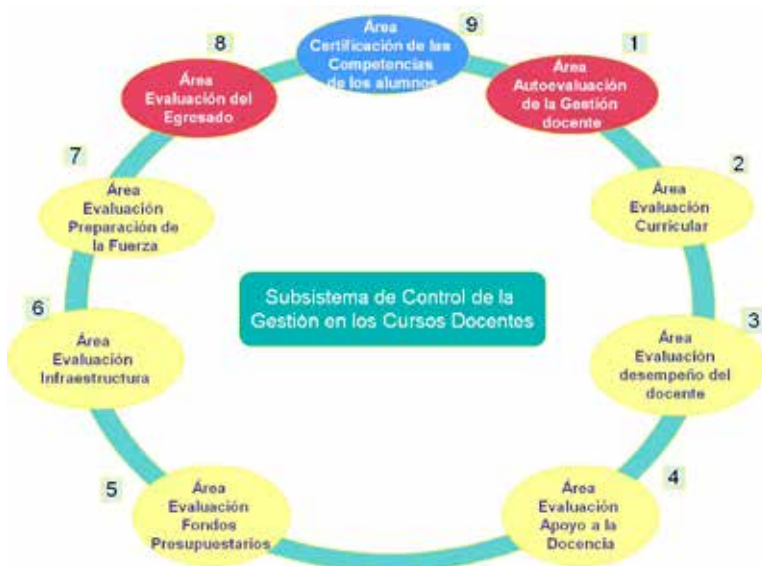 9
Área
Certificación de las
Competencias
de los alumnos
1
Área
Autoevaluación
de la Gestión
docente
2
Área
Evaluación
Curricular
3
Área
Evaluación
desempeño del
docente
4
Área
Evaluación
Apoyo a la
Docencia
5
Área
Evaluación
Fondos
Presupuestarios
6
Área
Evaluación
Infraestructura
7
Área
Evaluación
Preparación de
la Fuerza
8
Área
Evaluación del
Egresado
Subsistema de Control de la
Gestión en los Cursos Docentes